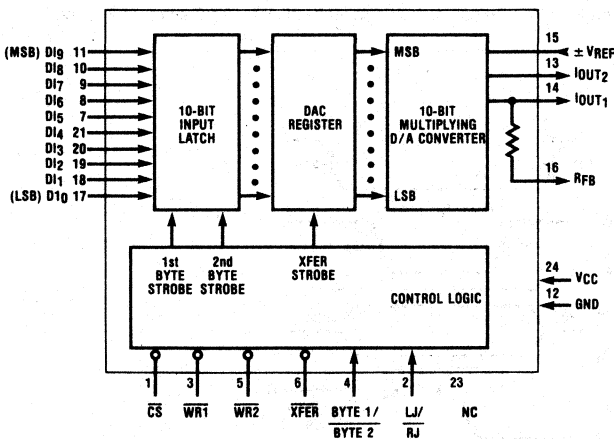 (MSB) DI9 11
DI8 10
DI7 9
DI6 8
DI5 7
DI4 21
DI3 20
DI2 19
DI1 18
(LSB) DI0 17
10-BIT
INPUT
LATCH
DAC
REGISTER
MSB
10-BIT
MULTIPLYING
D/A CONVERTER
LSB
15
± VREF
13
IOUT2
14
IOUT1
16
RFB
1st
BYTE
STROBE
2nd
BYTE
STROBE
XFER
STROBE
CONTROL LOGIC
24
VCC
12
GND
1 3 5 6 4 2 23
CS WR1 WR2 XFER BYTE 1/ LJ/ NC
BYTE 2 RJ